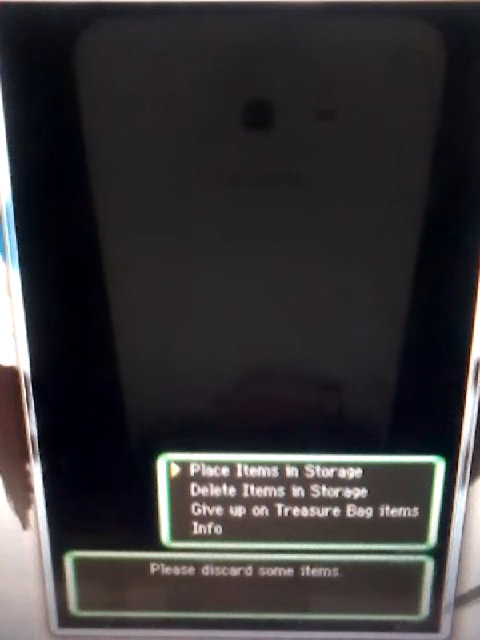 Place Items in Storage
Delete Items in Storage
Give up on Treasure Bag items
Info
Please discard some items.